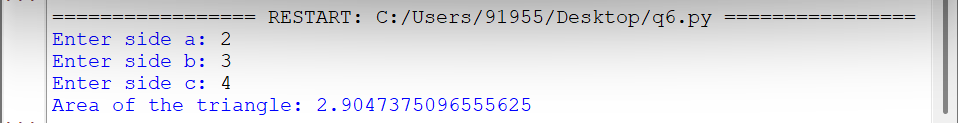 ================= RESTART: C:/Users/91955/Desktop/q6.py ================
Enter side a: 2
Enter side b: 3
Enter side c: 4
Area of the triangle: 2.9047375096555625